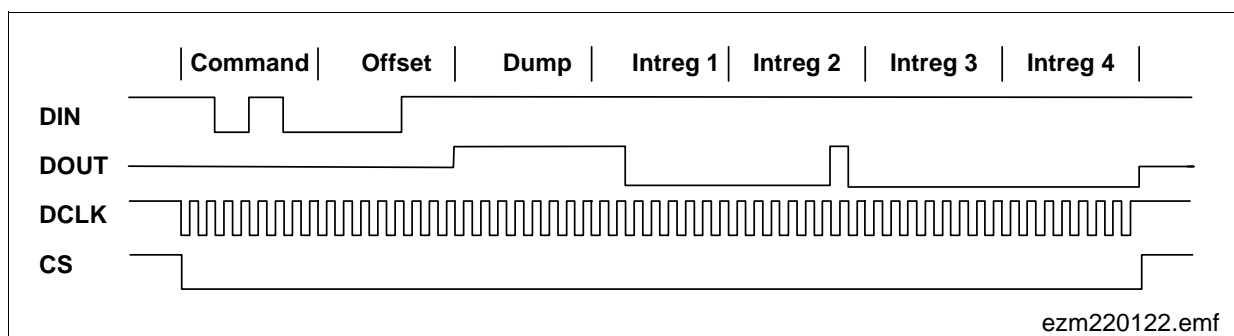 Command Offset Dump Intreg 1 Intreg 2 Intreg 3 Intreg 4
DIN
DOUT
DCLK
CS
ezm220122.emf